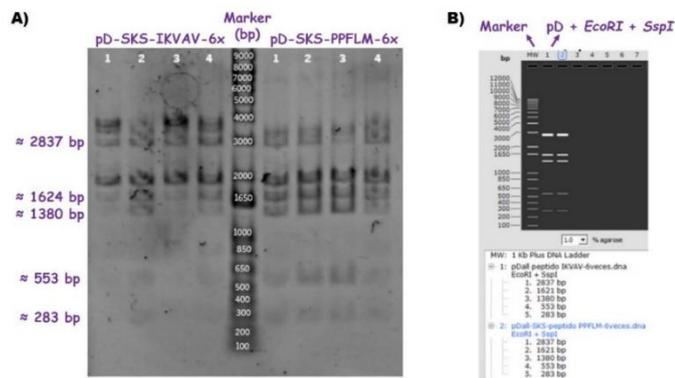 A)
pD-SKS-IKVAV-6x
Marker
(bp)
pD-SKS-PPFLM-6x
1 2 3 4
1 2 3 4
9000
8000
7000
6000
5000
4000
3000
2000
1650
1000
850
650
500
400
300
200
100
≈ 2837 bp
≈ 1624 bp
≈ 1380 bp
≈ 553 bp
≈ 283 bp
B)
Marker
pD + EcoRI + SspI
bp
MW 1 2 3 4 5 6 7
12000
5000
4000
3000
2000
1650
1000
850
650
500
400
300
200
100
1.0 % agarose
MW: 1 Kb Plus DNA Ladder
1: pDall peptido IKVAV-6veces.dna
EcoRI + SspI
1. 2837 bp
2. 1621 bp
3. 1380 bp
4. 553 bp
5. 283 bp
2: pDall-SKS-peptido PPFLM-6veces.dna
EcoRI + SspI
1. 2837 bp
2. 1621 bp
3. 1380 bp
4. 553 bp
5. 283 bp